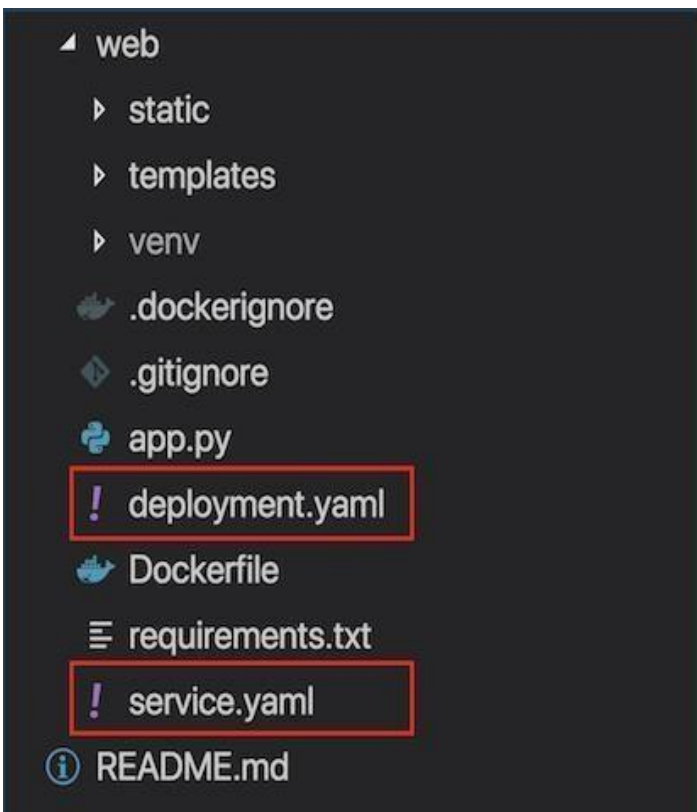 web
static
templates
venv
.dockerignore
.gitignore
app.py
! deployment.yaml
Dockerfile
requirements.txt
! service.yaml
README.md